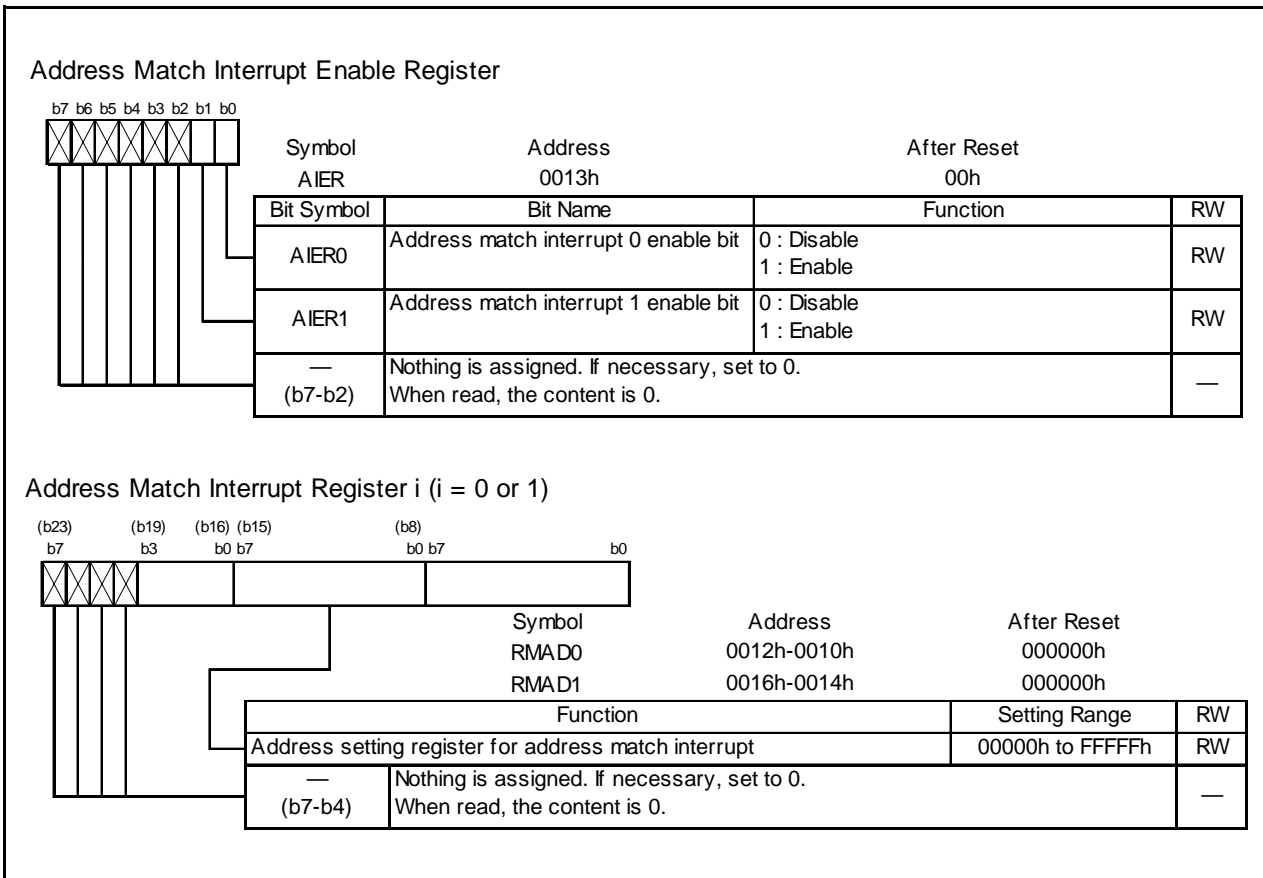 Address Match Interrupt Enable Register
b7 b6 b5 b4 b3 b2 b1 b0
Symbol Address After Reset
AIER 0013h 00h
Bit Symbol Bit Name Function RW
AIER0 Address match interrupt 0 enable bit 0 : Disable
1 : Enable RW
AIER1 Address match interrupt 1 enable bit 0 : Disable
1 : Enable RW
— Nothing is assigned. If necessary, set to 0.
(b7-b2) When read, the content is 0. —
Address Match Interrupt Register i (i = 0 or 1)
(b23) (b19) (b16) (b15) (b8)
b7 b3 b0 b7 b0 b7 b0
Symbol Address After Reset
RMAD0 0012h-0010h 000000h
RMAD1 0016h-0014h 000000h
Function Setting Range RW
Address setting register for address match interrupt 00000h to FFFFFh RW
— Nothing is assigned. If necessary, set to 0.
(b7-b4) When read, the content is 0. —